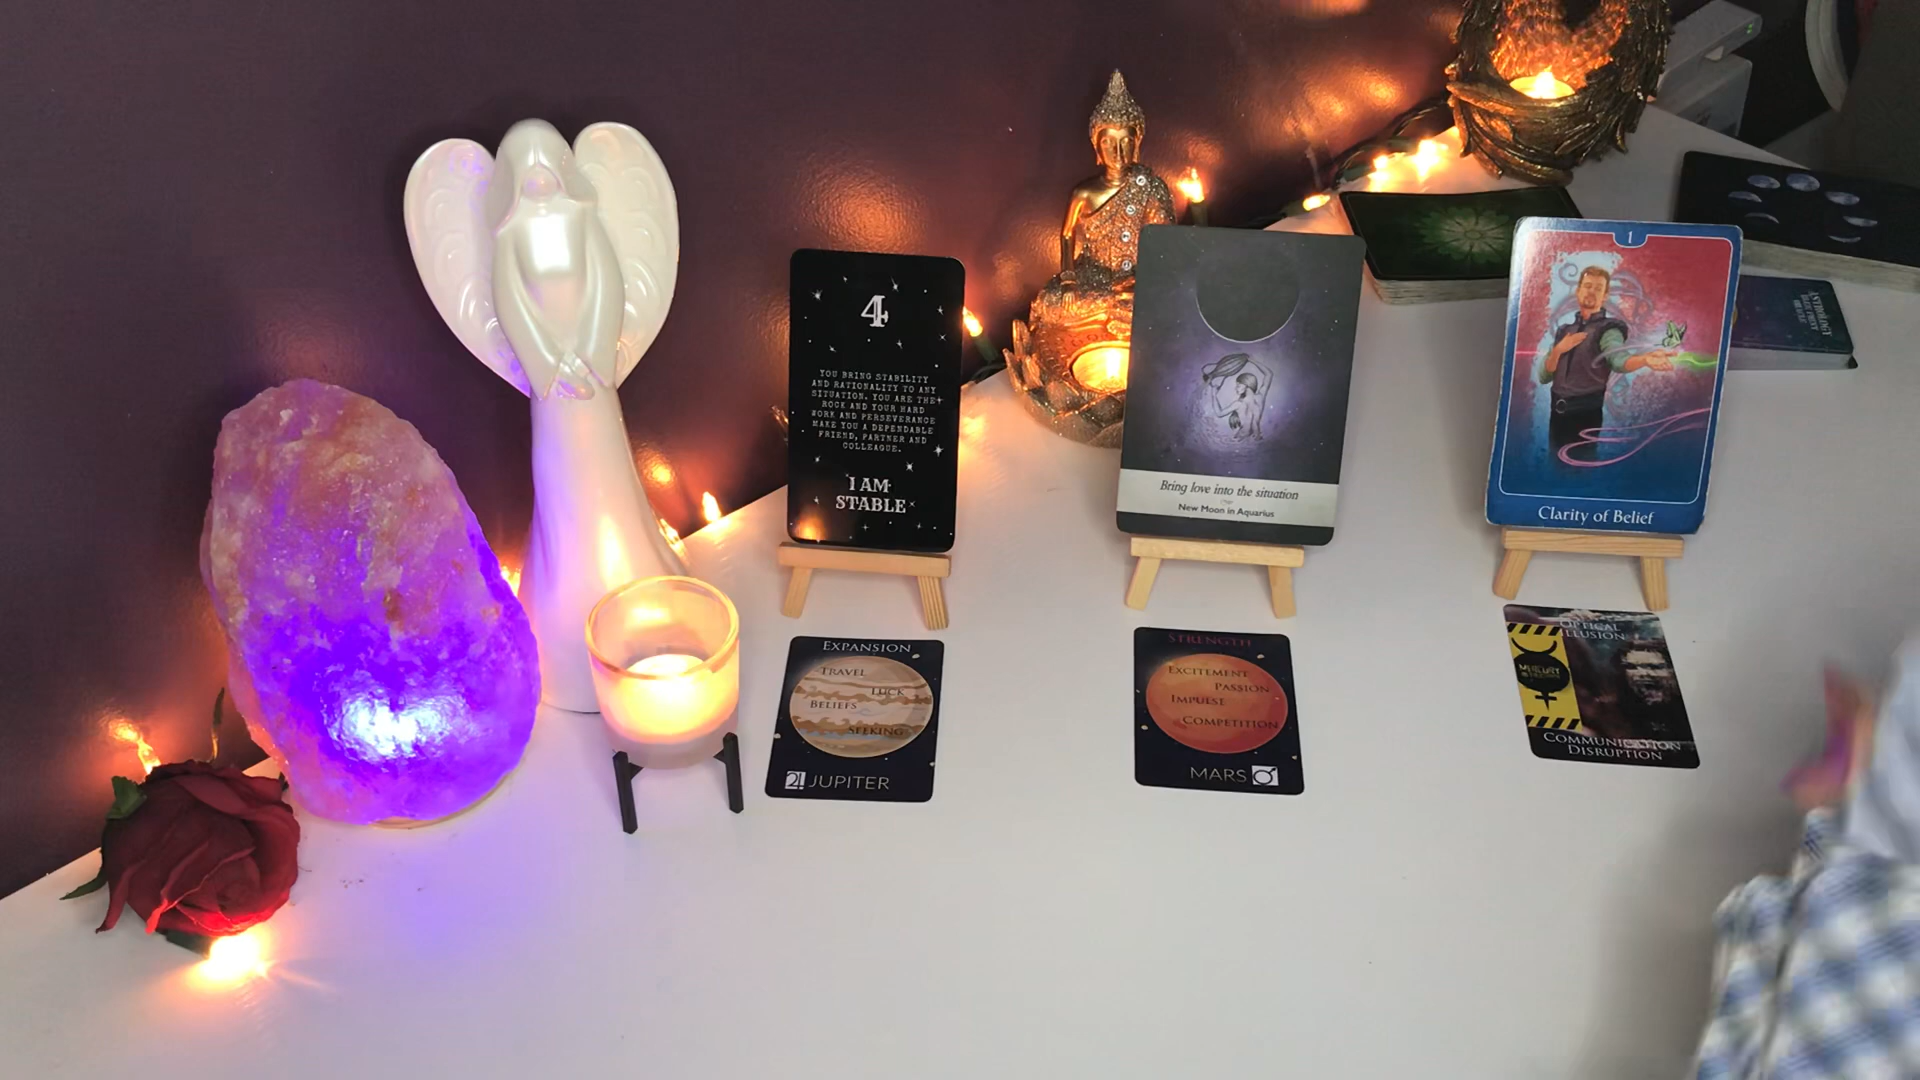 4
YOU BRING STABILITY
AND RATIONALITY TO ANY
SITUATION. YOU ARE THE
ROCK AND YOUR HARD
WORK AND PERSEVERANCE
MAKE YOU A DEPENDABLE
FRIEND, PARTNER AND
COLLEAGUE.
I AM
STABLE
Bring love into the situation
New Moon in Aquarius
1
Clarity of Belief
EXPANSION
TRAVEL
LUCK
BELIEFS
SEEKING
JUPITER
STRENGTH
EXCITEMENT
PASSION
IMPULSE
COMPETITION
MARS
OPTICAL
ILLUSION
MERCURY
COMMUNICATION
DISRUPTION
ASTROLOGY